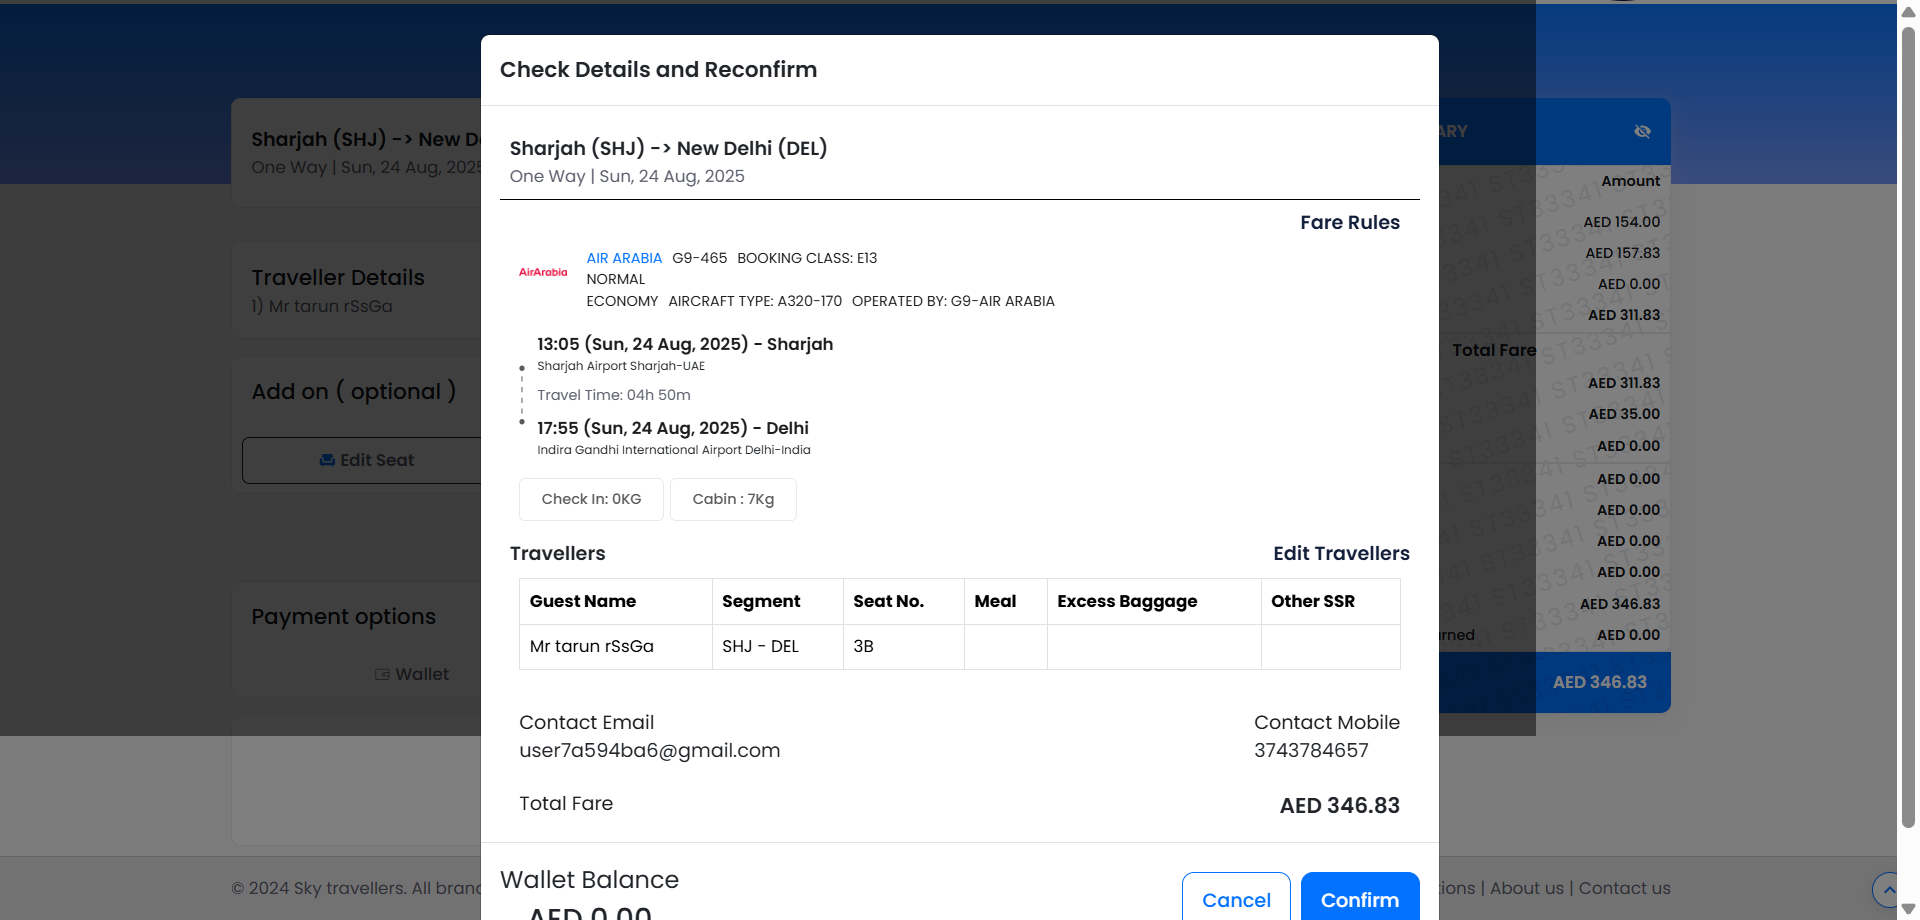 Check Details and Reconfirm
Sharjah (SHJ) -> New Delhi (DEL)
One Way | Sun, 24 Aug, 2025
Fare Rules
AirArabia
AIR ARABIA G9-465 BOOKING CLASS: E13
NORMAL
ECONOMY AIRCRAFT TYPE: A320-170 OPERATED BY: G9-AIR ARABIA
13:05 (Sun, 24 Aug, 2025) - Sharjah
Sharjah Airport Sharjah-UAE
Travel Time: 04h 50m
17:55 (Sun, 24 Aug, 2025) - Delhi
Indira Gandhi International Airport Delhi-India
Check In: 0KG Cabin : 7Kg
Travellers Edit Travellers
Guest Name Segment Seat No. Meal Excess Baggage Other SSR
Mr tarun rSsGa SHJ - DEL 3B
Contact Email Contact Mobile
user7a594ba6@gmail.com 3743784657
Total Fare AED 346.83
Wallet Balance
AED 0.00
Cancel Confirm
Sharjah (SHJ) -> New
One Way | Sun, 24 Aug, 2025
Traveller Details
1) Mr tarun rSsGa
Add on ( optional )
Edit Seat
Payment options
Wallet
Amount
AED 154.00
AED 157.83
AED 0.00
AED 311.83
Total Fare
AED 311.83
AED 35.00
AED 0.00
AED 0.00
AED 0.00
AED 0.00
AED 0.00
AED 346.83
AED 0.00
AED 346.83
ST33341
© 2024 Sky travellers. All
| About us | Contact us